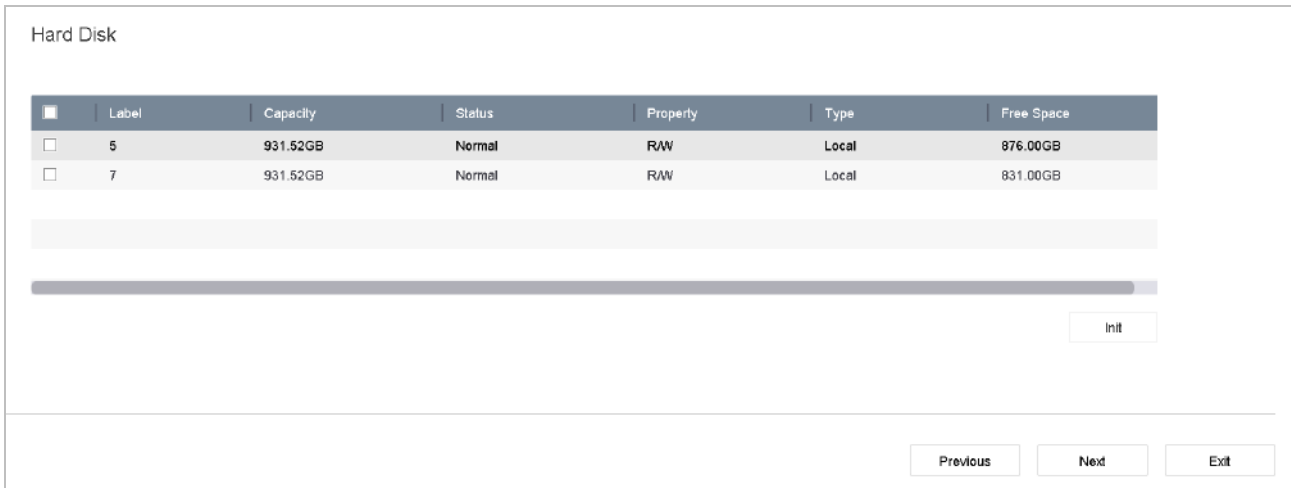 Hard Disk
Label Capacity Status Property Type Free Space
5 931.52GB Normal R/W Local 876.00GB
7 931.52GB Normal R/W Local 831.00GB
Init
Previous Next Exit